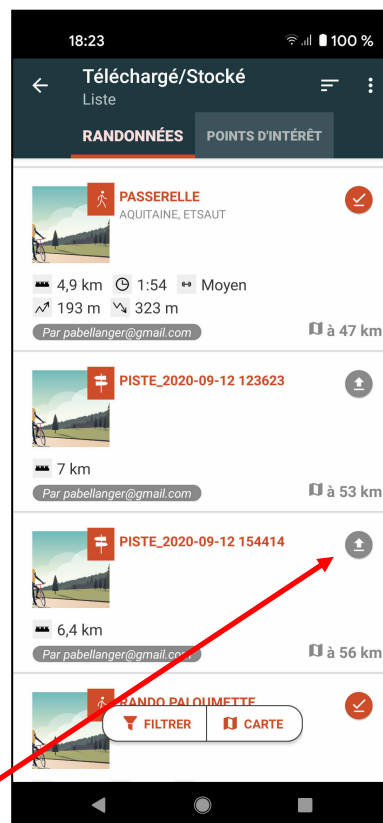 18:23 100 %
Téléchargé/Stocké
Liste
RANDONNÉES POINTS D'INTÉRÊT
PASSERELLE
AQUITAINE, ETSAUT
4,9 km 1:54 Moyen
193 m 323 m
Par pabellanger@gmail.com à 47 km
PISTE_2020-09-12 123623
7 km
Par pabellanger@gmail.com à 53 km
PISTE_2020-09-12 154414
6,4 km
Par pabellanger@gmail.com à 56 km
RANDO PALOUMETTE
FILTRER CARTE